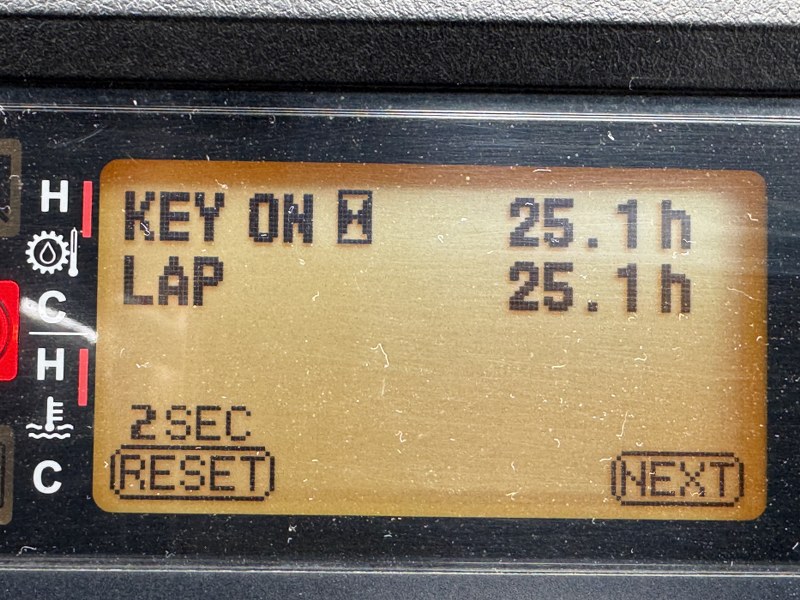 KEY ON 25.1h
LAP 25.1h
2SEC
RESET NEXT
H
C
H
C